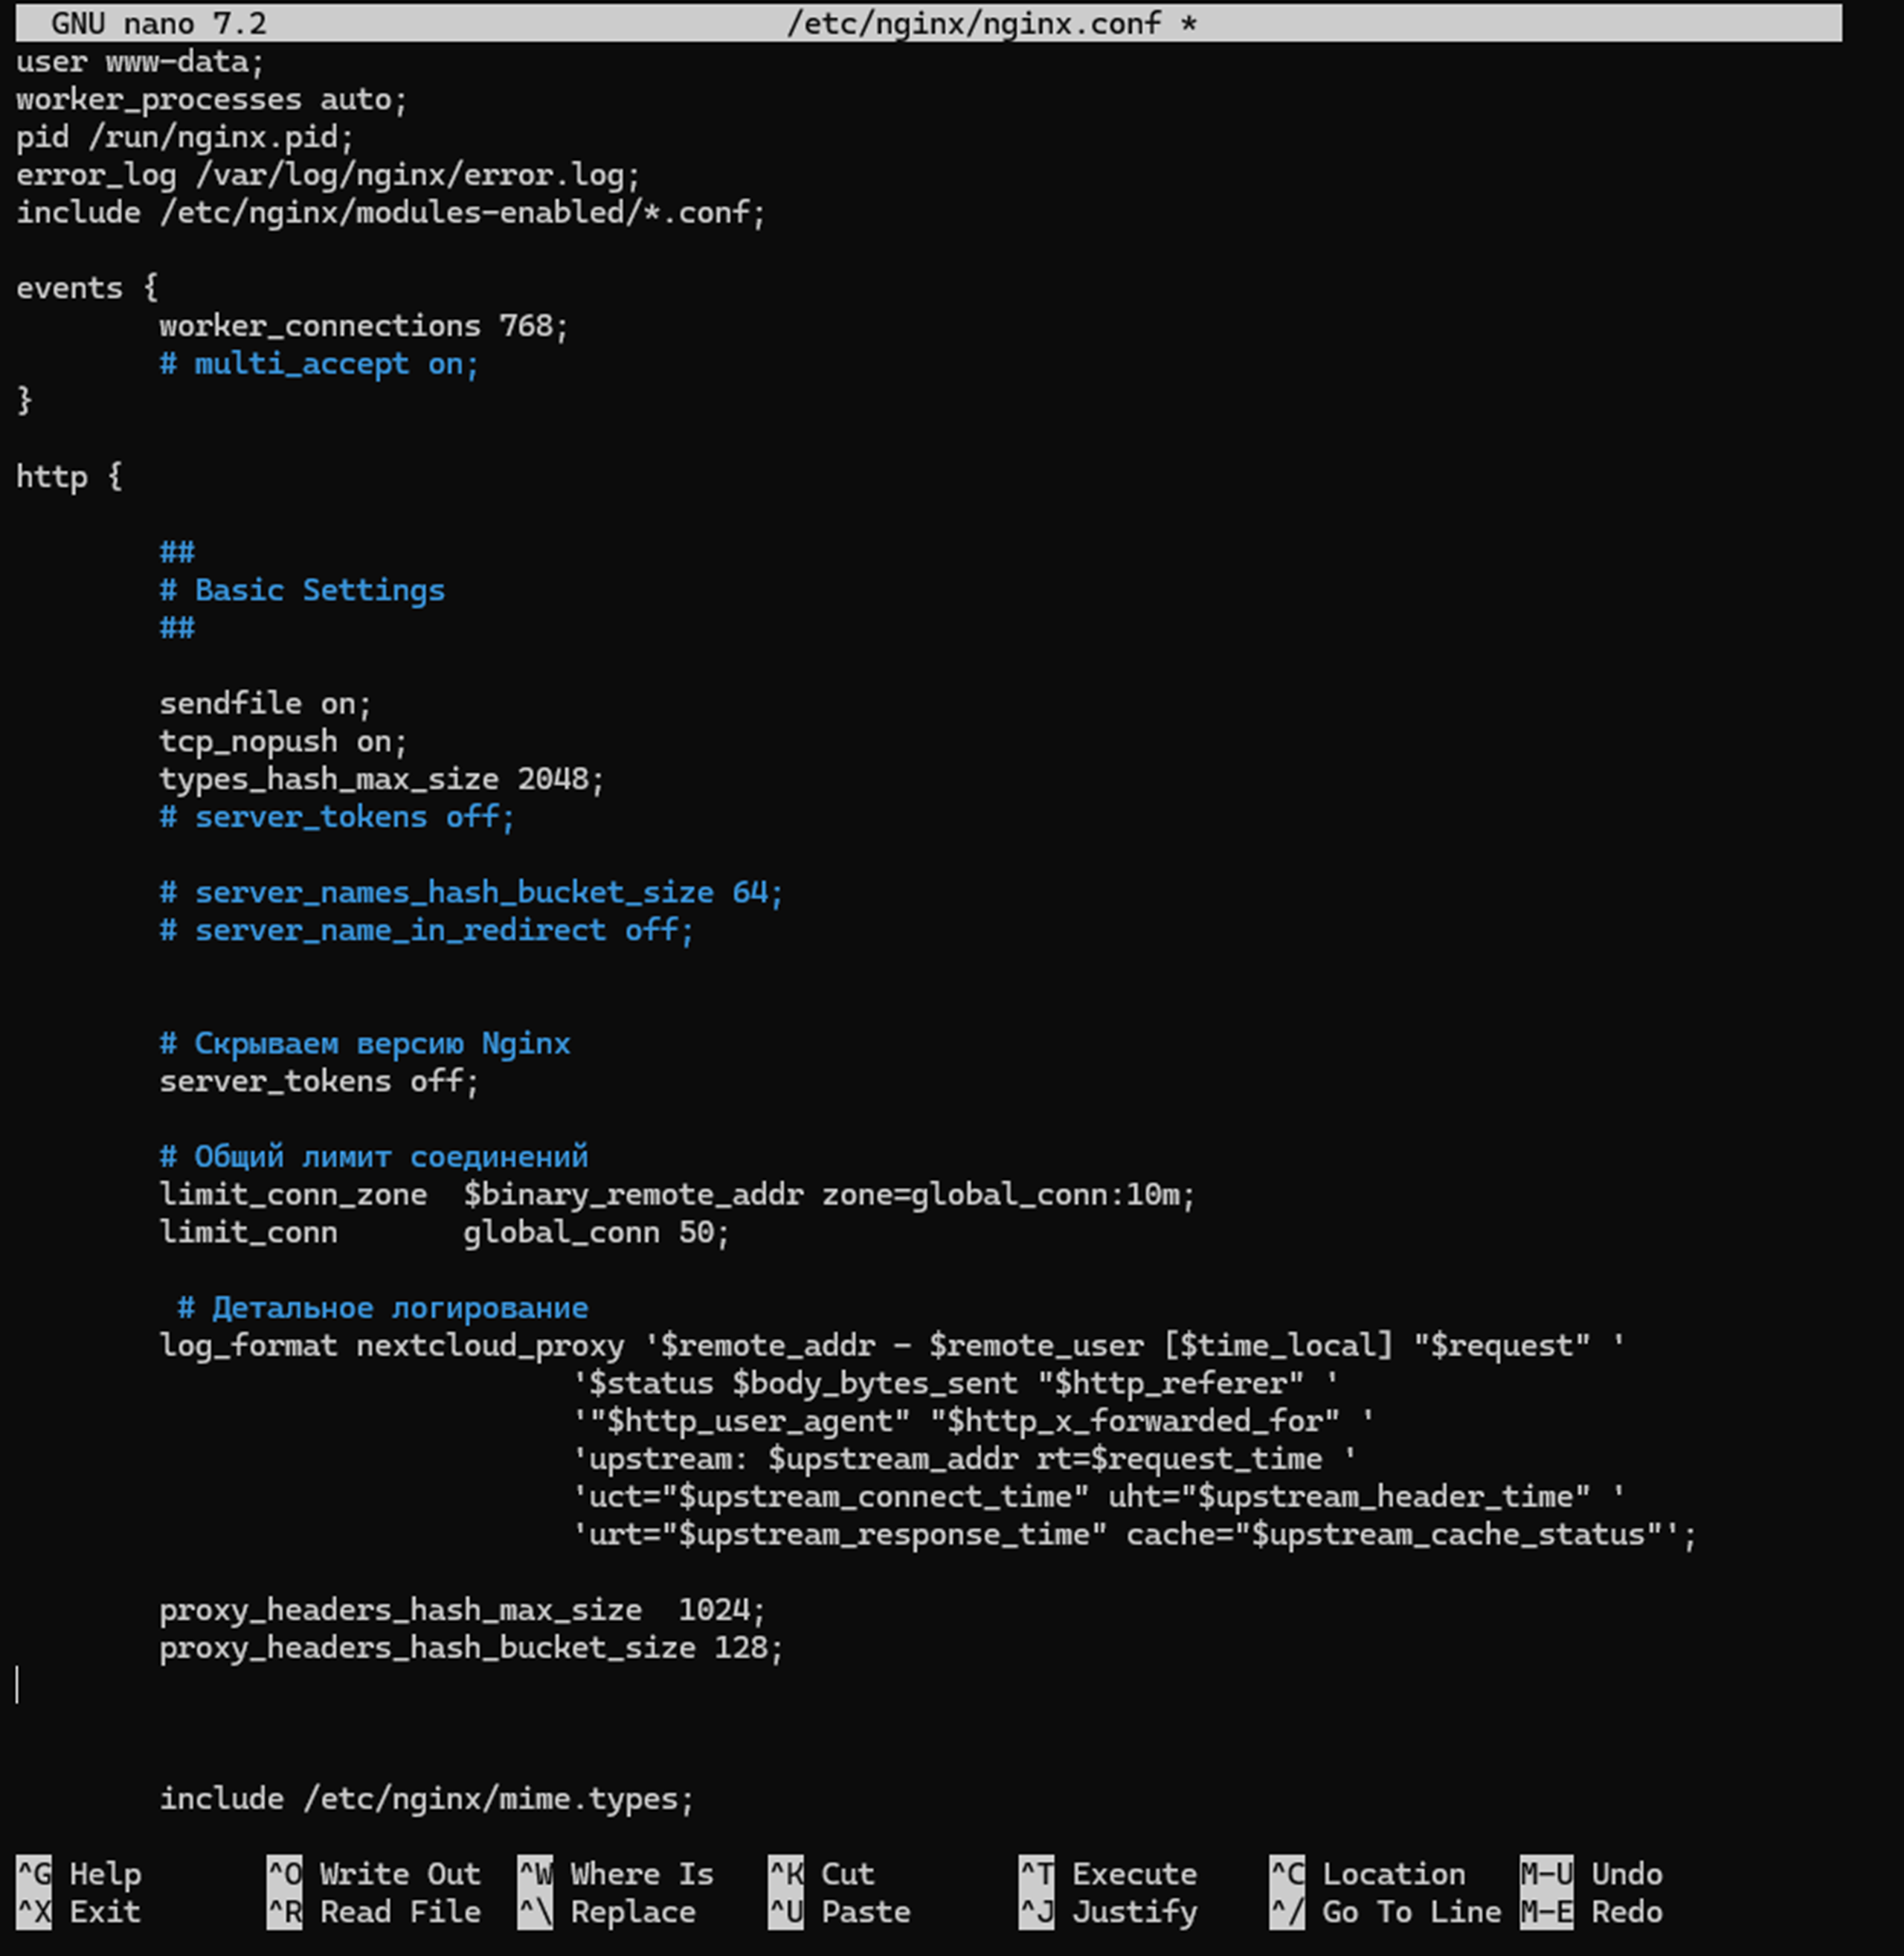 GNU nano 7.2 /etc/nginx/nginx.conf *
user www-data;
worker_processes auto;
pid /run/nginx.pid;
error_log /var/log/nginx/error.log;
include /etc/nginx/modules-enabled/*.conf;
events {
worker_connections 768;
# multi_accept on;
}
http {
##
# Basic Settings
##
sendfile on;
tcp_nopush on;
types_hash_max_size 2048;
# server_tokens off;
# server_names_hash_bucket_size 64;
# server_name_in_redirect off;
# Скрываем версию Nginx
server_tokens off;
# Общий лимит соединений
limit_conn_zone  $binary_remote_addr zone=global_conn:10m;
limit_conn       global_conn 50;
# Детальное логирование
log_format nextcloud_proxy '$remote_addr - $remote_user [$time_local] "$request" '
'$status $body_bytes_sent "$http_referer" '
'"$http_user_agent" "$http_x_forwarded_for" '
'upstream: $upstream_addr rt=$request_time '
'uct="$upstream_connect_time" uht="$upstream_header_time" '
'urt="$upstream_response_time" cache="$upstream_cache_status"';
proxy_headers_hash_max_size  1024;
proxy_headers_hash_bucket_size 128;
include /etc/nginx/mime.types;
^G Help ^O Write Out ^W Where Is ^K Cut ^T Execute ^C Location M-U Undo
^X Exit ^R Read File ^\ Replace ^U Paste ^J Justify ^/ Go To Line M-E Redo